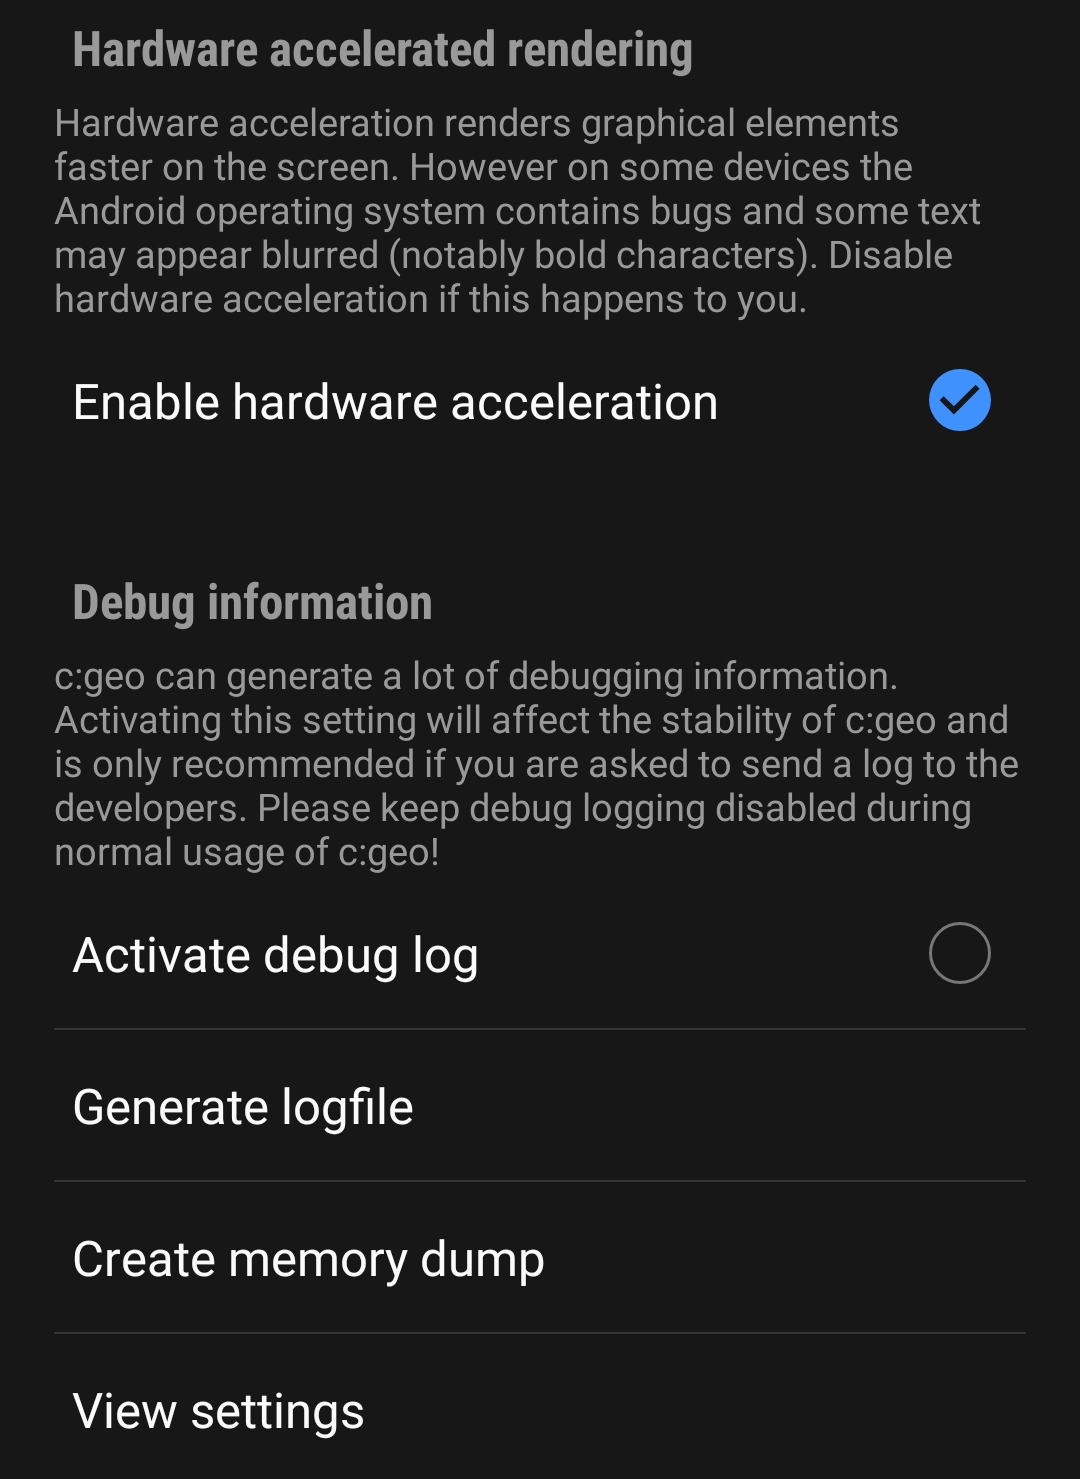 Hardware accelerated rendering
Hardware acceleration renders graphical elements
faster on the screen. However on some devices the
Android operating system contains bugs and some text
may appear blurred (notably bold characters). Disable
hardware acceleration if this happens to you.
Enable hardware acceleration
Debug information
c:geo can generate a lot of debugging information.
Activating this setting will affect the stability of c:geo and
is only recommended if you are asked to send a log to the
developers. Please keep debug logging disabled during
normal usage of c:geo!
Activate debug log
Generate logfile
Create memory dump
View settings